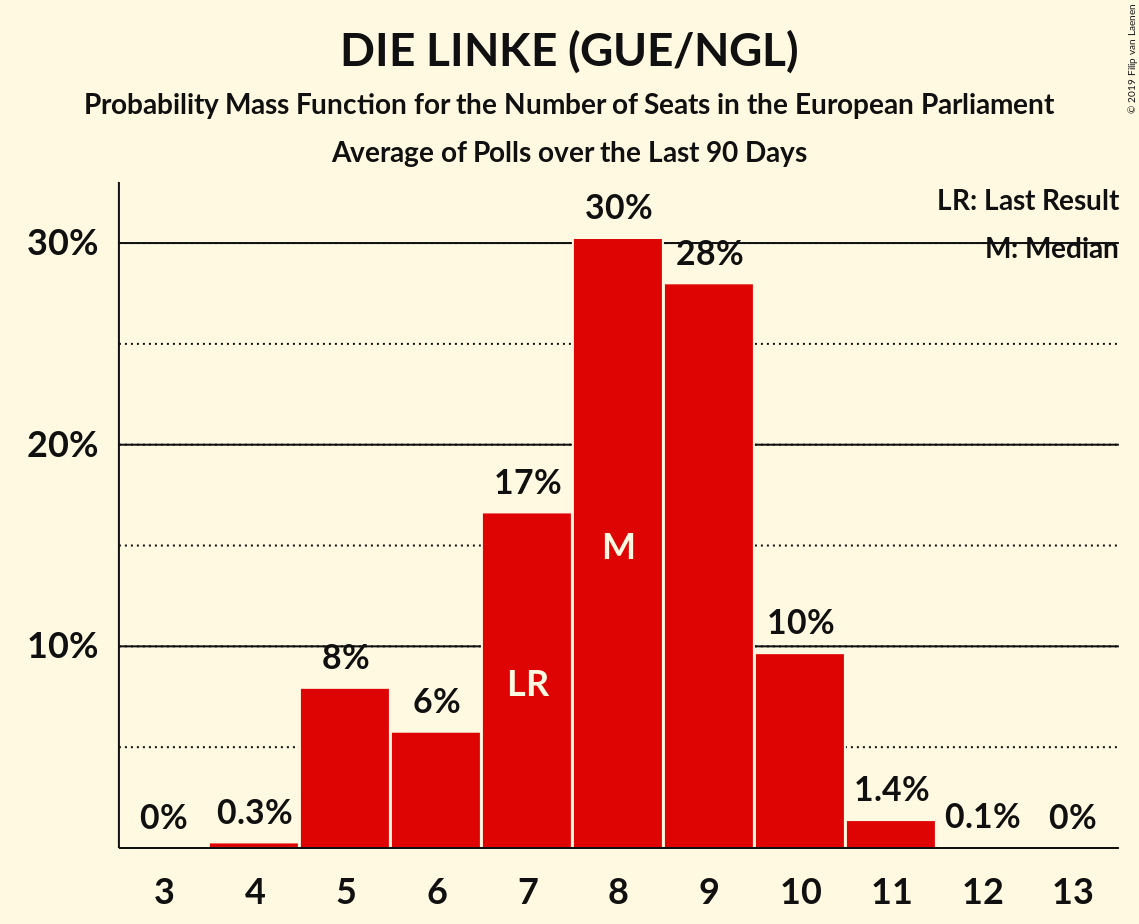 DIE LINKE (GUE/NGL)
Probability Mass Function for the Number of Seats in the European Parliament
Average of Polls over the Last 90 Days
© 2019 Filip van Laenen
LR: Last Result
M: Median
30%
20%
10%
0%
0.3%
8%
6%
17%
30%
28%
10%
1.4%
0.1%
0%
LR
M
3 4 5 6 7 8 9 10 11 12 13